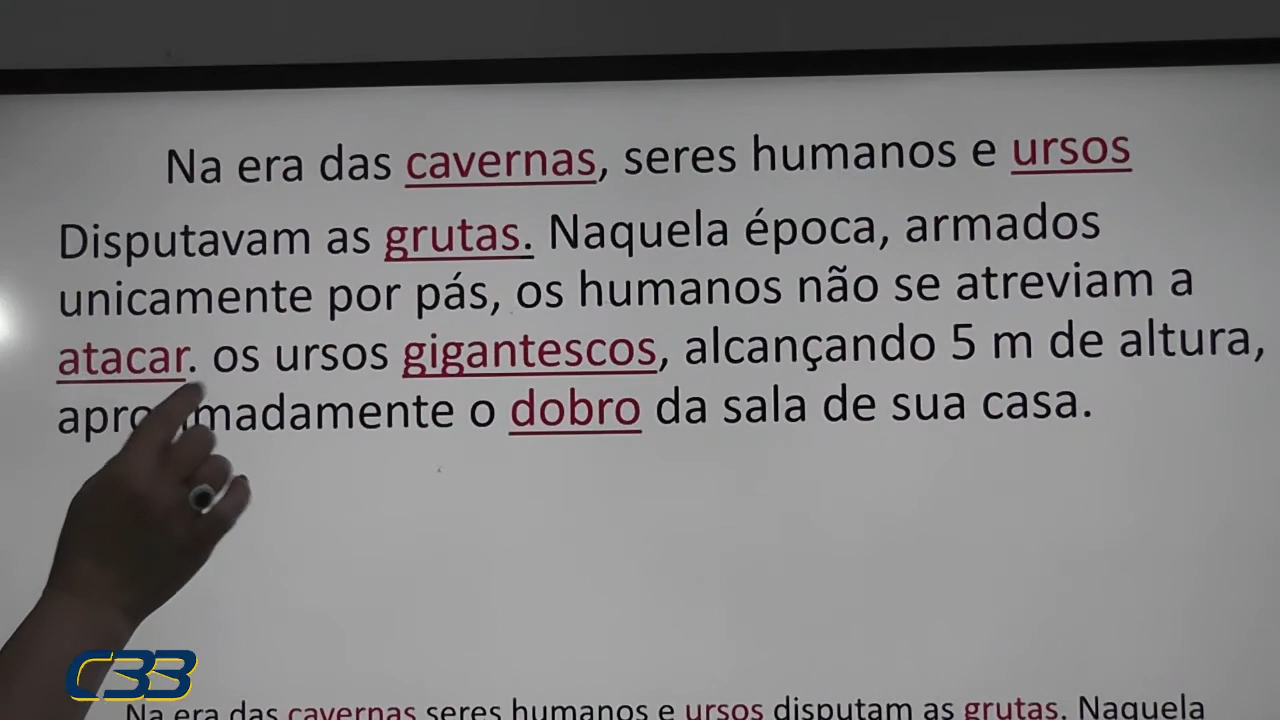 Na era das cavernas, seres humanos e ursos
Disputavam as grutas. Naquela época, armados
unicamente por pás, os humanos não se atreviam a
atacar. os ursos gigantescos, alcançando 5 m de altura,
o dobro da sala de sua casa.
C33
Na era das cavernas seres humanos e ursos disputam as grutas. Naquela